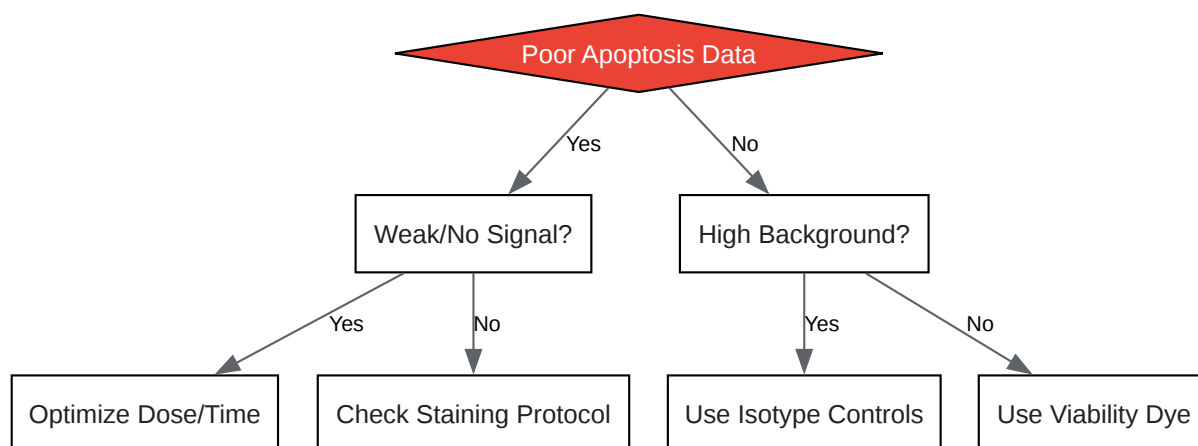 Poor Apoptosis Data
Yes
No
Weak/No Signal?
High Background?
Yes
No
Yes
No
Optimize Dose/Time
Check Staining Protocol
Use Isotype Controls
Use Viability Dye